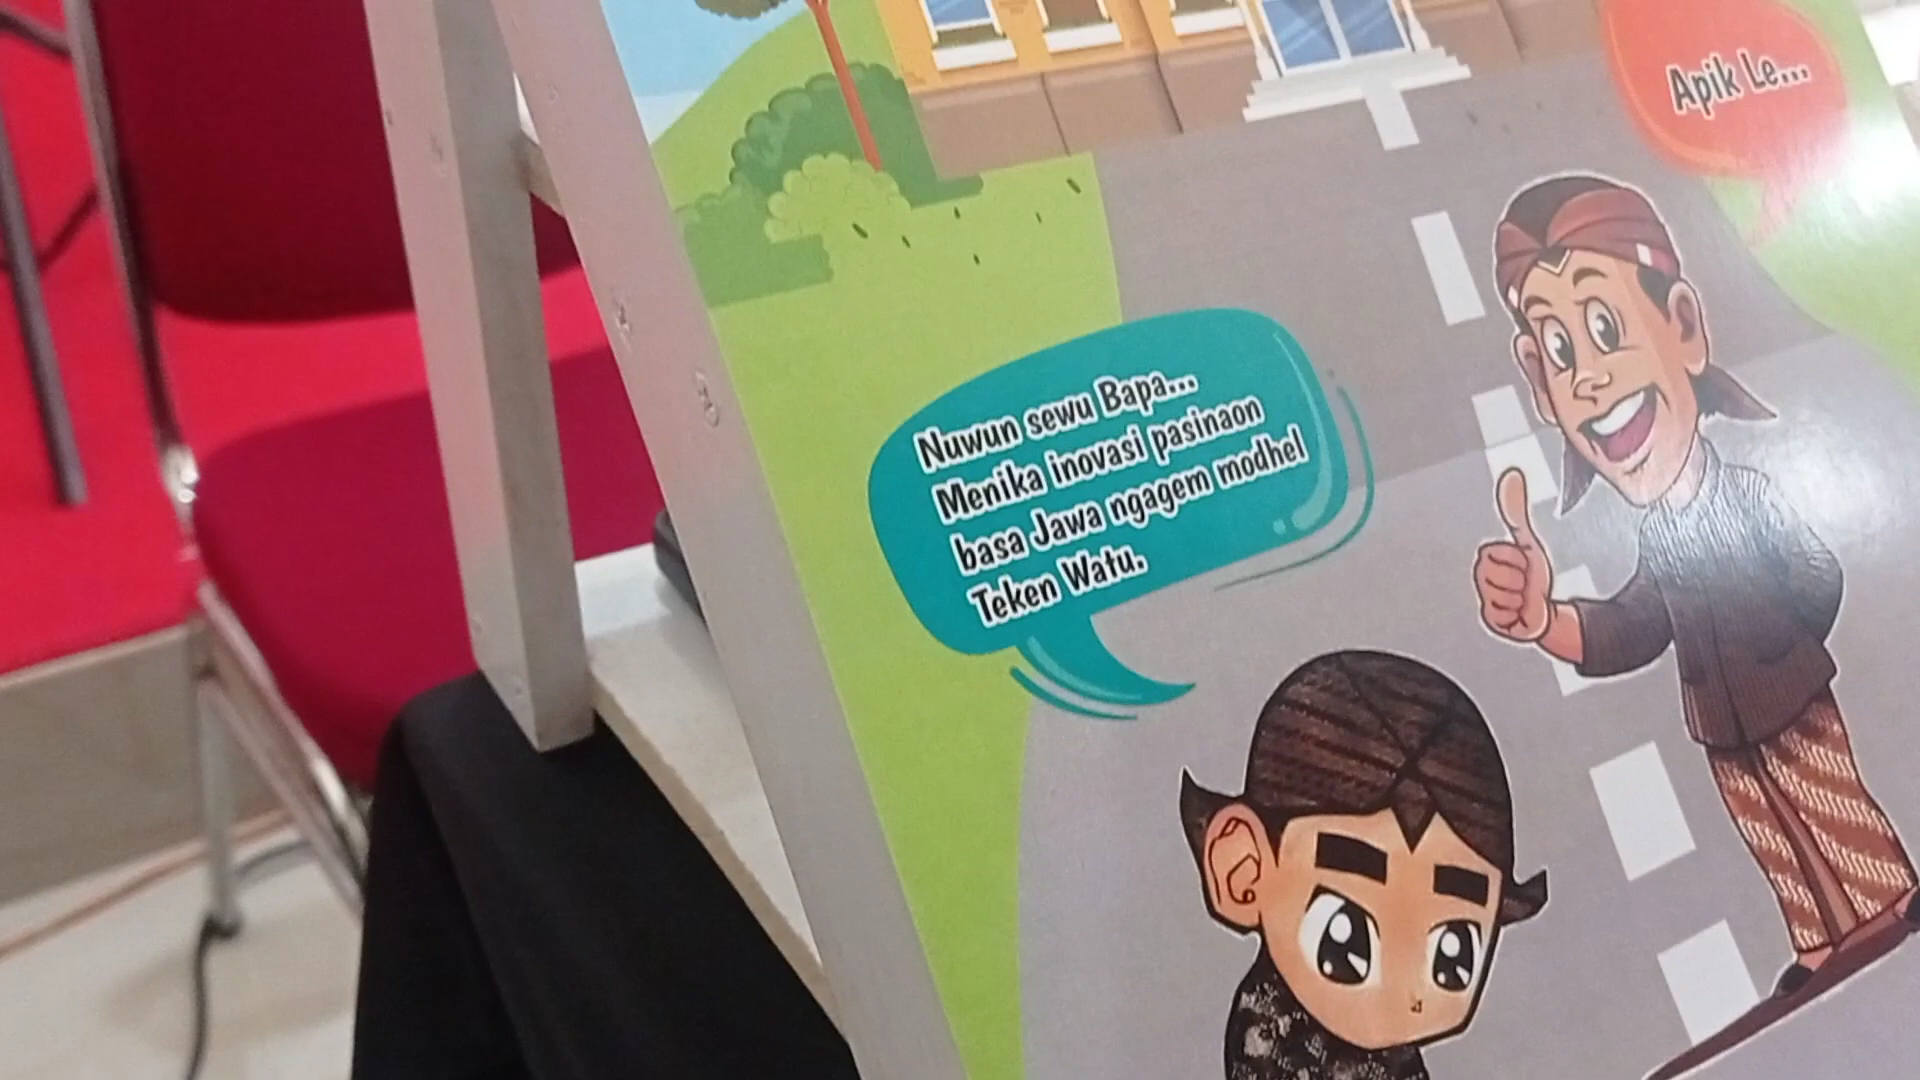 Apik Le...
Nuwun sewu Bapa...
Menika inovasi pasinaon
basa Jawa ngagem modhel
Teken Watu.